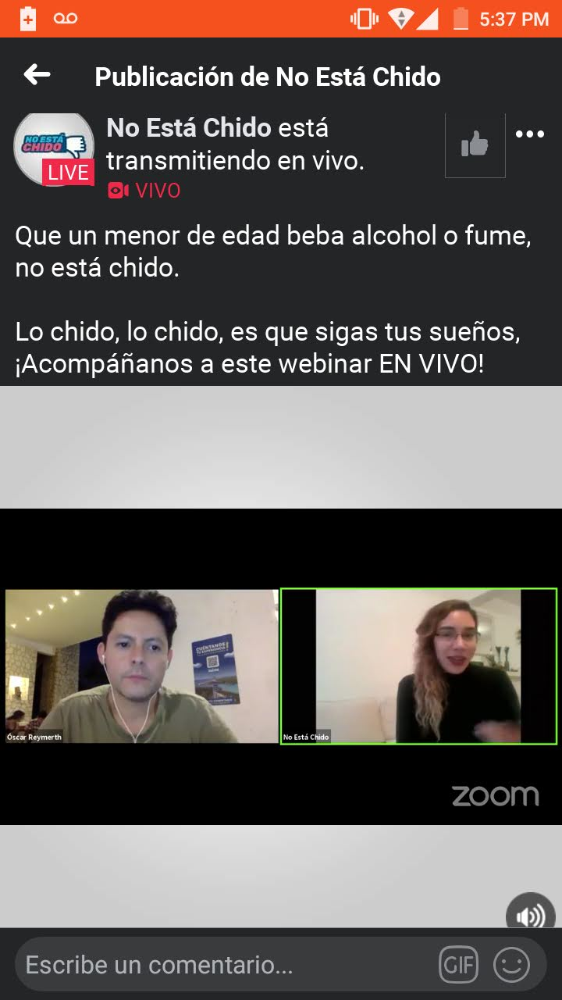 5:37 PM
Publicación de No Está Chido
NO ESTÁ
CHIDO
LIVE
No Está Chido está
transmitiendo en vivo.
VIVO
Que un menor de edad beba alcohol o fume,
no está chido.
Lo chido, lo chido, es que sigas tus sueños,
¡Acompáñanos a este webinar EN VIVO!
CUÉNTANOS
TU EXPERIENCIA
Óscar Reymerth
No Está Chido
zoom
Escribe un comentario...
GIF